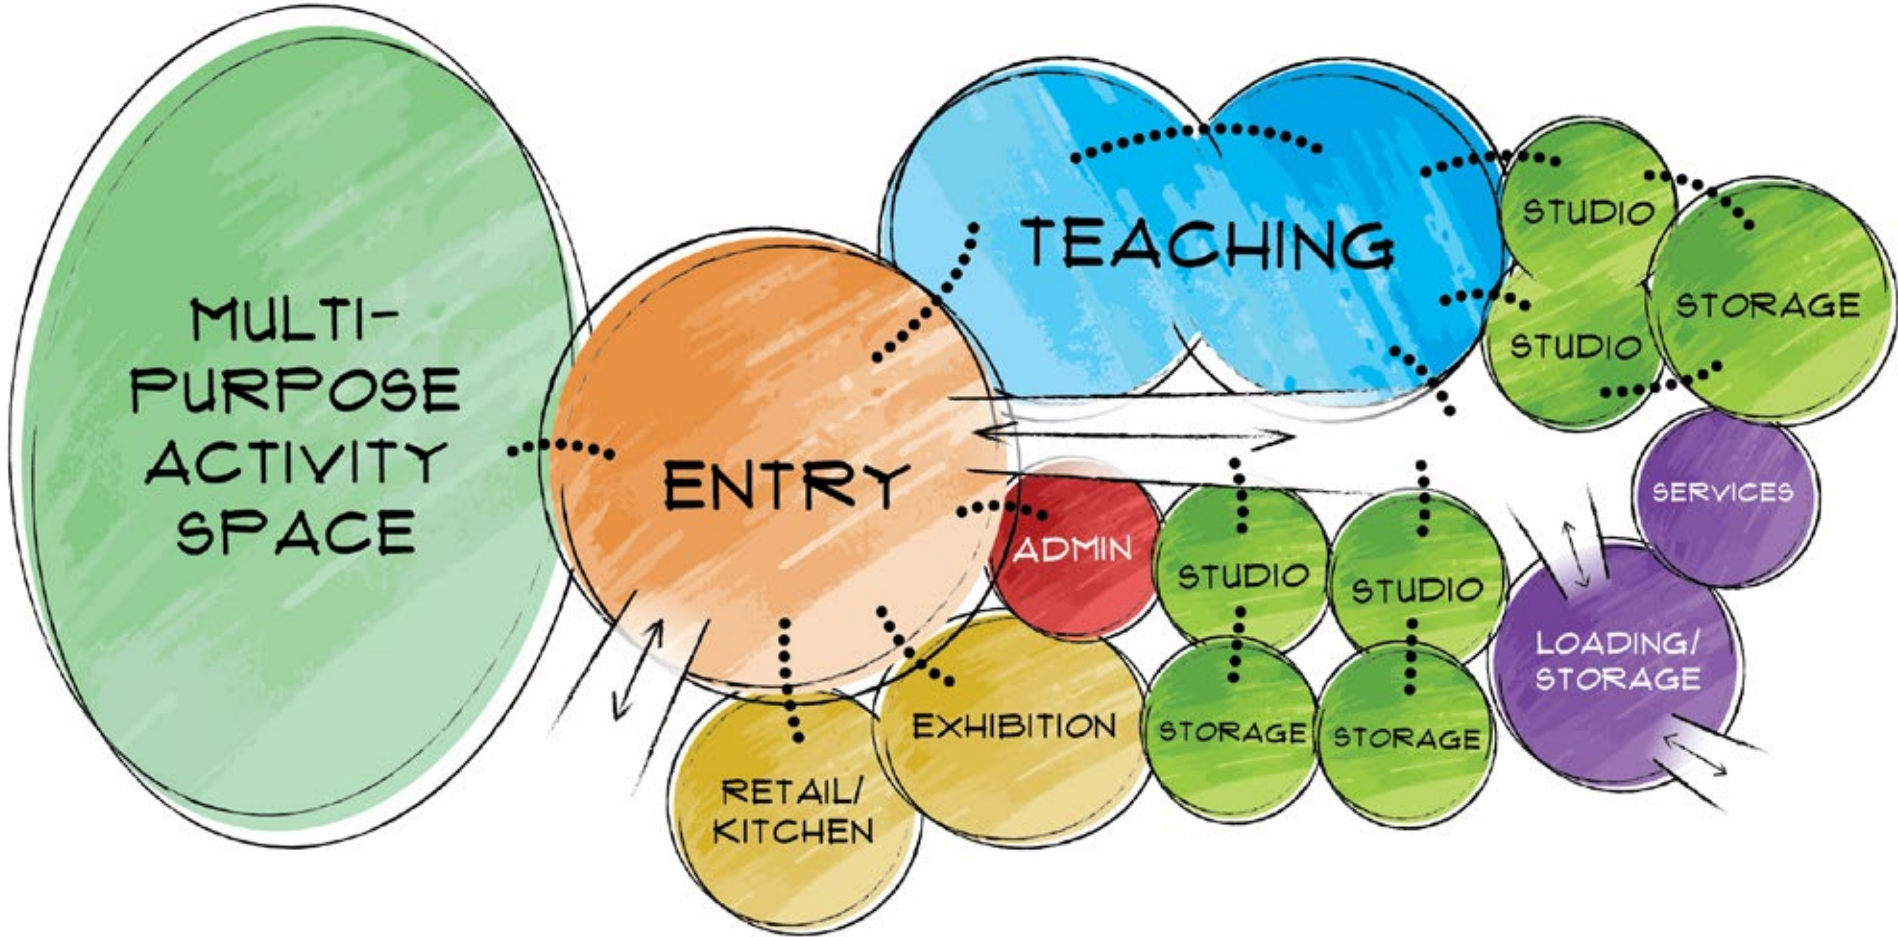 MULTI-
PURPOSE
ACTIVITY
SPACE
ENTRY
TEACHING
STUDIO
STUDIO
STORAGE
SERVICES
ADMIN
STUDIO
STUDIO
LOADING/
STORAGE
EXHIBITION
STORAGE
STORAGE
RETAIL/
KITCHEN